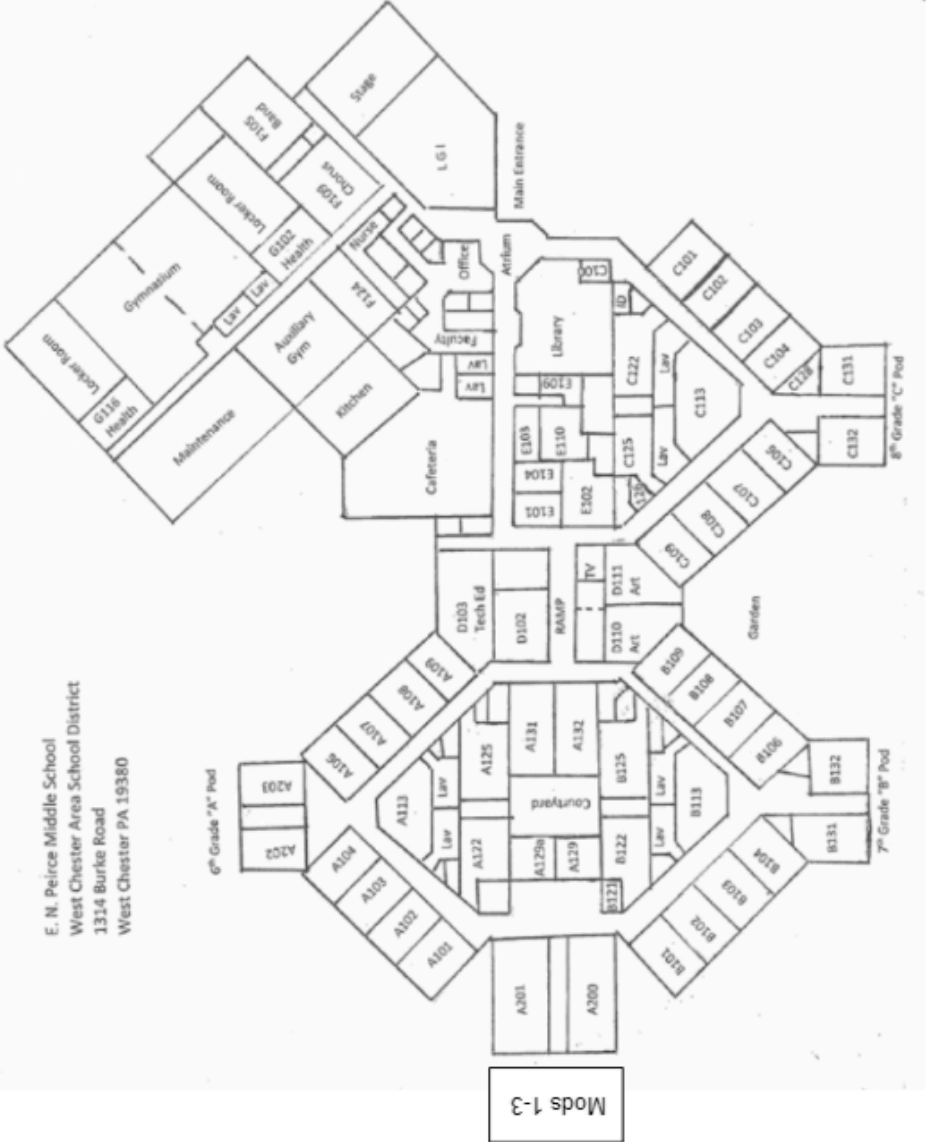 E. N. Peirce Middle School
West Chester Area School District
1314 Burke Road
West Chester PA 19380
Stage
L G I
Main Entrance
Band
F105
Chorus
F109
Locker Room
G102
Health
Nurse
Gymnasium
Lav
Lav
Locker Room
G116
Health
Maintenance
Auxiliary
Gym
F124
Kitchen
Cafeteria
Office
Faculty
Lav
Lav
Atrium
Library
C100
ID
E109
E103
E110
E104
E101
E102
C122
C125
Lav
Lav
C113
C101
C102
C103
C104
C128
C131
C132
8th Grade "C" Pod
C106
C107
C108
C109
D103
Tech Ed
D102
RAMP
TV
D111
Art
D110
Art
Garden
A109
A108
A107
A106
A203
A202
6th Grade "A" Pod
A104
A103
A102
A101
A113
Lav
Lav
A125
A122
A131
A132
Courtyard
A129a
A129
B125
B122
B121
Lav
Lav
B113
B109
B108
B107
B106
B132
B131
7th Grade "B" Pod
B104
B103
B102
B101
A201
A200
Mods 1-3